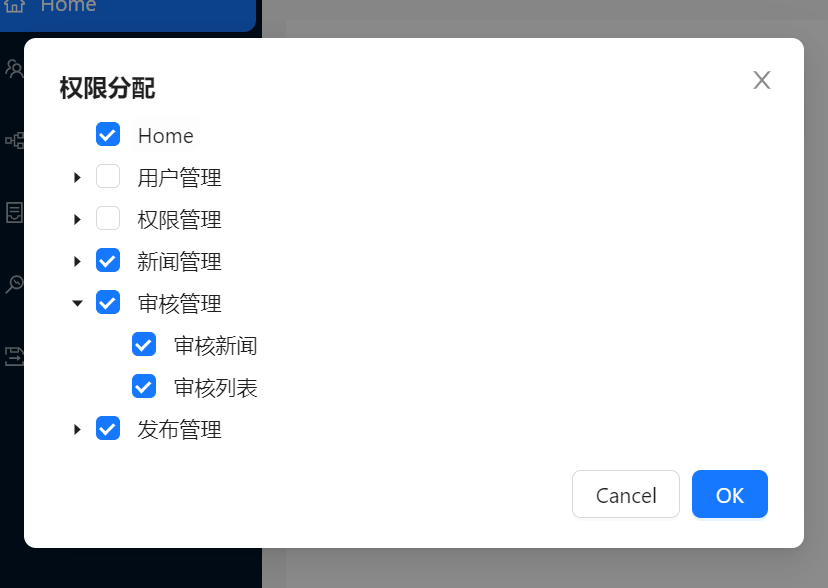 Home
权限分配
Home
用户管理
权限管理
新闻管理
审核管理
审核新闻
审核列表
发布管理
Cancel
OK